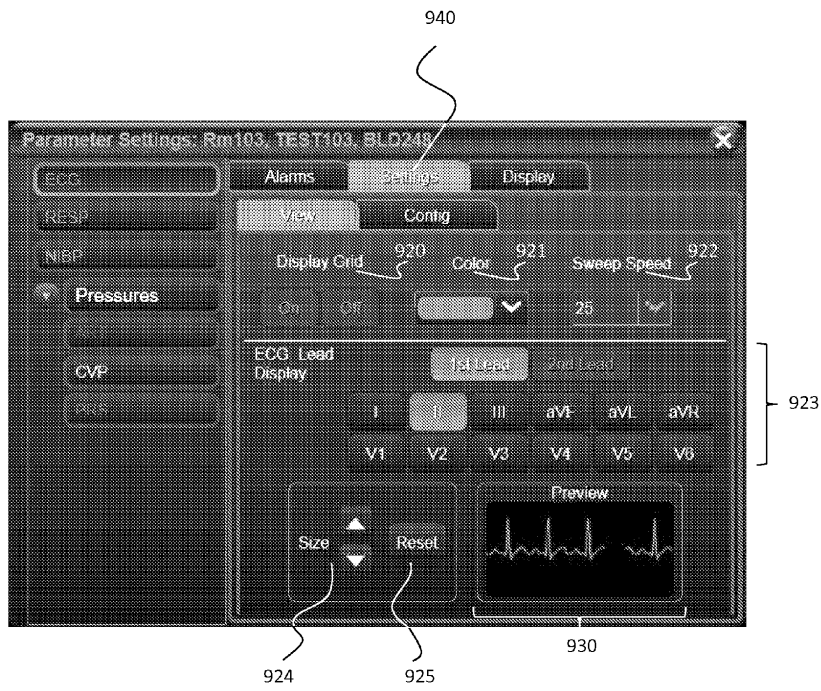 940
Parameter Settings: Rm103, TEST103, BLD248
ECG
Alarms Settings Display
RESP
View Config
NIBP
Display Grid 920 Color 921 Sweep Speed 922
Pressures
On Off 25
ECG Lead Display
1st Lead 2nd Lead
CVP
923
I II III aVF aVL aVR
V1 V2 V3 V4 V5 V6
Preview
Size Reset
930
924 925